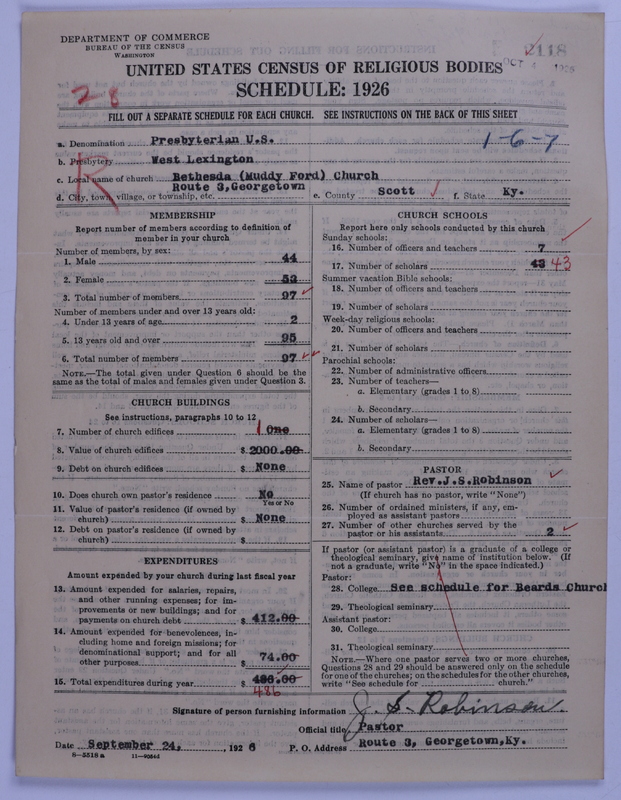 DEPARTMENT OF COMMERCE
BUREAU OF THE CENSUS
WASHINGTON
2118
OCT 4 1926
UNITED STATES CENSUS OF RELIGIOUS BODIES
SCHEDULE: 1926
28
FILL OUT A SEPARATE SCHEDULE FOR EACH CHURCH. SEE INSTRUCTIONS ON THE BACK OF THIS SHEET
R
1-6-7
a. Denomination Presbyterian U.S.
b. Presbytery West Lexington
c. Local name of church Bethesda (Muddy Ford) Church
d. City, town, village, or township, etc. Route 3, Georgetown e. County Scott f. State Ky.
MEMBERSHIP
Report number of members according to definition of
member in your church
Number of members, by sex:
1. Male 44
2. Female 53
3. Total number of members 97
Number of members under and over 13 years old:
4. Under 13 years of age 2
5. 13 years old and over 95
6. Total number of members 97
NOTE.—The total given under Question 6 should be
same as the total of males and females given under Question 3.
CHURCH BUILDINGS
See instructions, paragraphs 10 to 12
7. Number of church edifices 1 One
8. Value of church edifices $ 2000.00
9. Debt on church edifices $ None
10. Does church own pastor's residence No
Yes or No
11. Value of pastor's residence (if owned by
church) $ None
12. Debt on pastor's residence (if owned by
church) $
EXPENDITURES
Amount expended by your church during last fiscal year
13. Amount expended for salaries, repairs,
and other running expenses; for im-
provements or new buildings; and for
payments on church debt $ 412.00
14. Amount expended for benevolences, in-
cluding home and foreign missions; for
denominational support; and for all
other purposes $ 74.00
15. Total expenditures during year $ 486.00
486
CHURCH SCHOOLS
Report here only schools conducted by this church
Sunday schools:
16. Number of officers and teachers 7
17. Number of scholars 43 43
Summer vacation Bible schools:
18. Number of officers and teachers
19. Number of scholars
Week-day religious schools:
20. Number of officers and teachers
21. Number of scholars
Parochial schools:
22. Number of administrative officers
23. Number of teachers—
a. Elementary (grades 1 to 8)
b. Secondary
24. Number of scholars—
a. Elementary (grades 1 to 8)
b. Secondary
PASTOR
25. Name of pastor Rev.J.S.Robinson
(If church has no pastor, write "None")
26. Number of ordained ministers, if any, em-
ployed as assistant pastors
27. Number of other churches served by the
pastor or his assistants 2
If pastor (or assistant pastor) is a graduate of a college or
theological seminary, give name of institution below. (If
not a graduate, write "No" in the space indicated.)
Pastor:
28. College See schedule for Beards Church
29. Theological seminary
Assistant pastor:
30. College
31. Theological seminary
NOTE.—Where one pastor serves two or more churches,
Questions 28 and 29 should be answered only on the schedule
for one of the churches; on the schedules for the other churches,
write "See schedule for church."
Signature of person furnishing information J. S. Robinson
Official title Pastor
Date September 24, 1926 P. O. Address Route 3, Georgetown, Ky.
8—5518 a